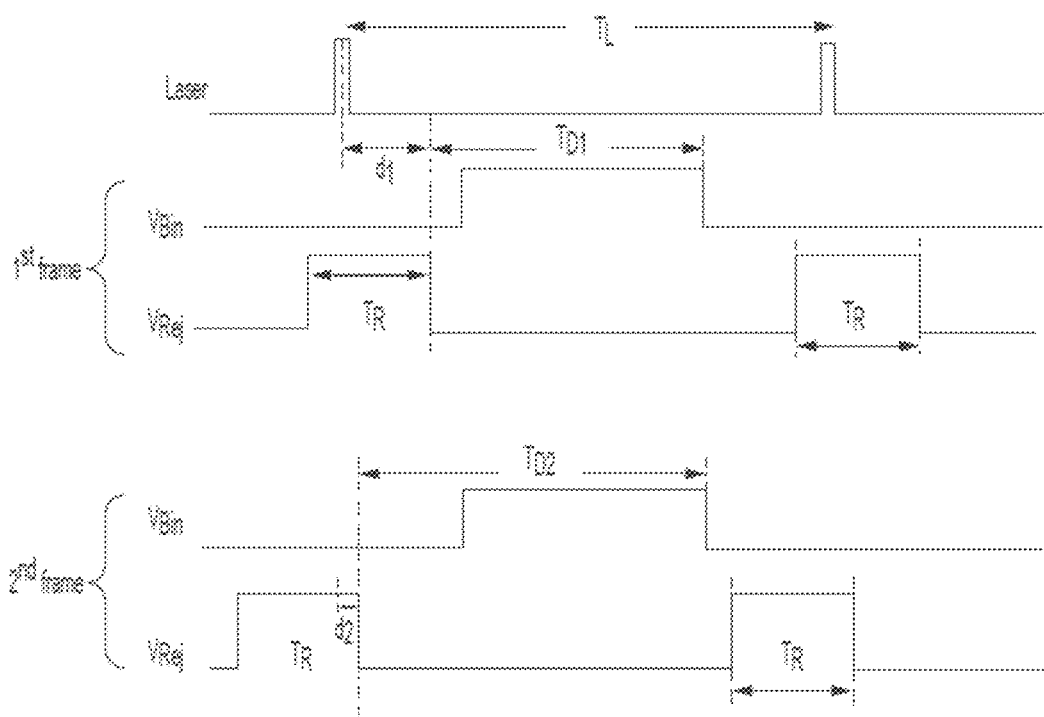 TL
Laser
TD1
d1
VBin
1st frame
TR
VRej
TR
TD2
VBin
2nd frame
d2
VRej
TR
TR